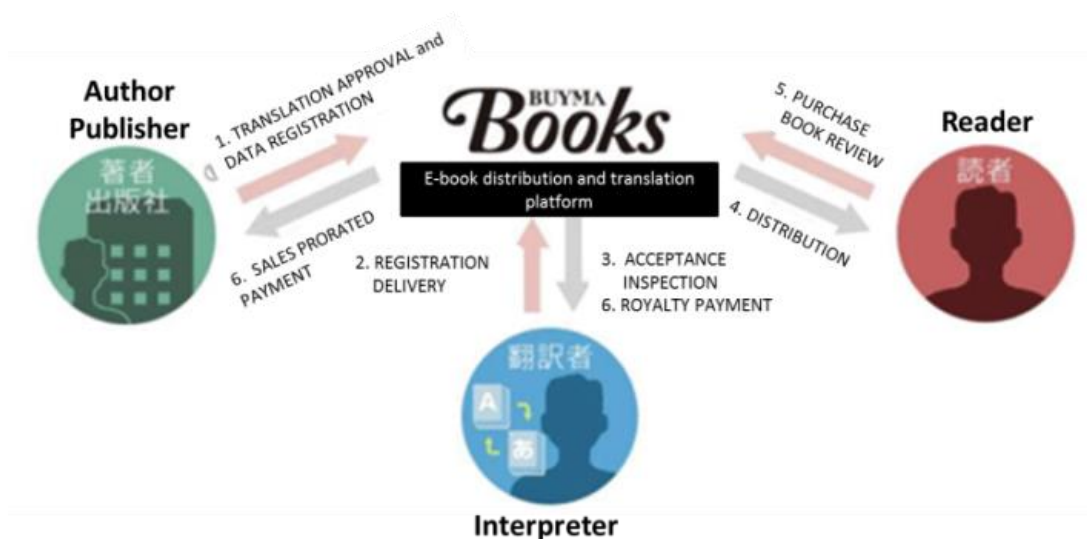 Author
Publisher
著者
出版社
1. TRANSLATION APPROVAL and
DATA REGISTRATION
6. SALES PRORATED
PAYMENT
BUYMA
Books
E-book distribution and translation
platform
2. REGISTRATION
DELIVERY
3. ACCEPTANCE
INSPECTION
6. ROYALTY PAYMENT
5. PURCHASE
BOOK REVIEW
4. DISTRIBUTION
Reader
読者
翻訳者
A
あ
Interpreter